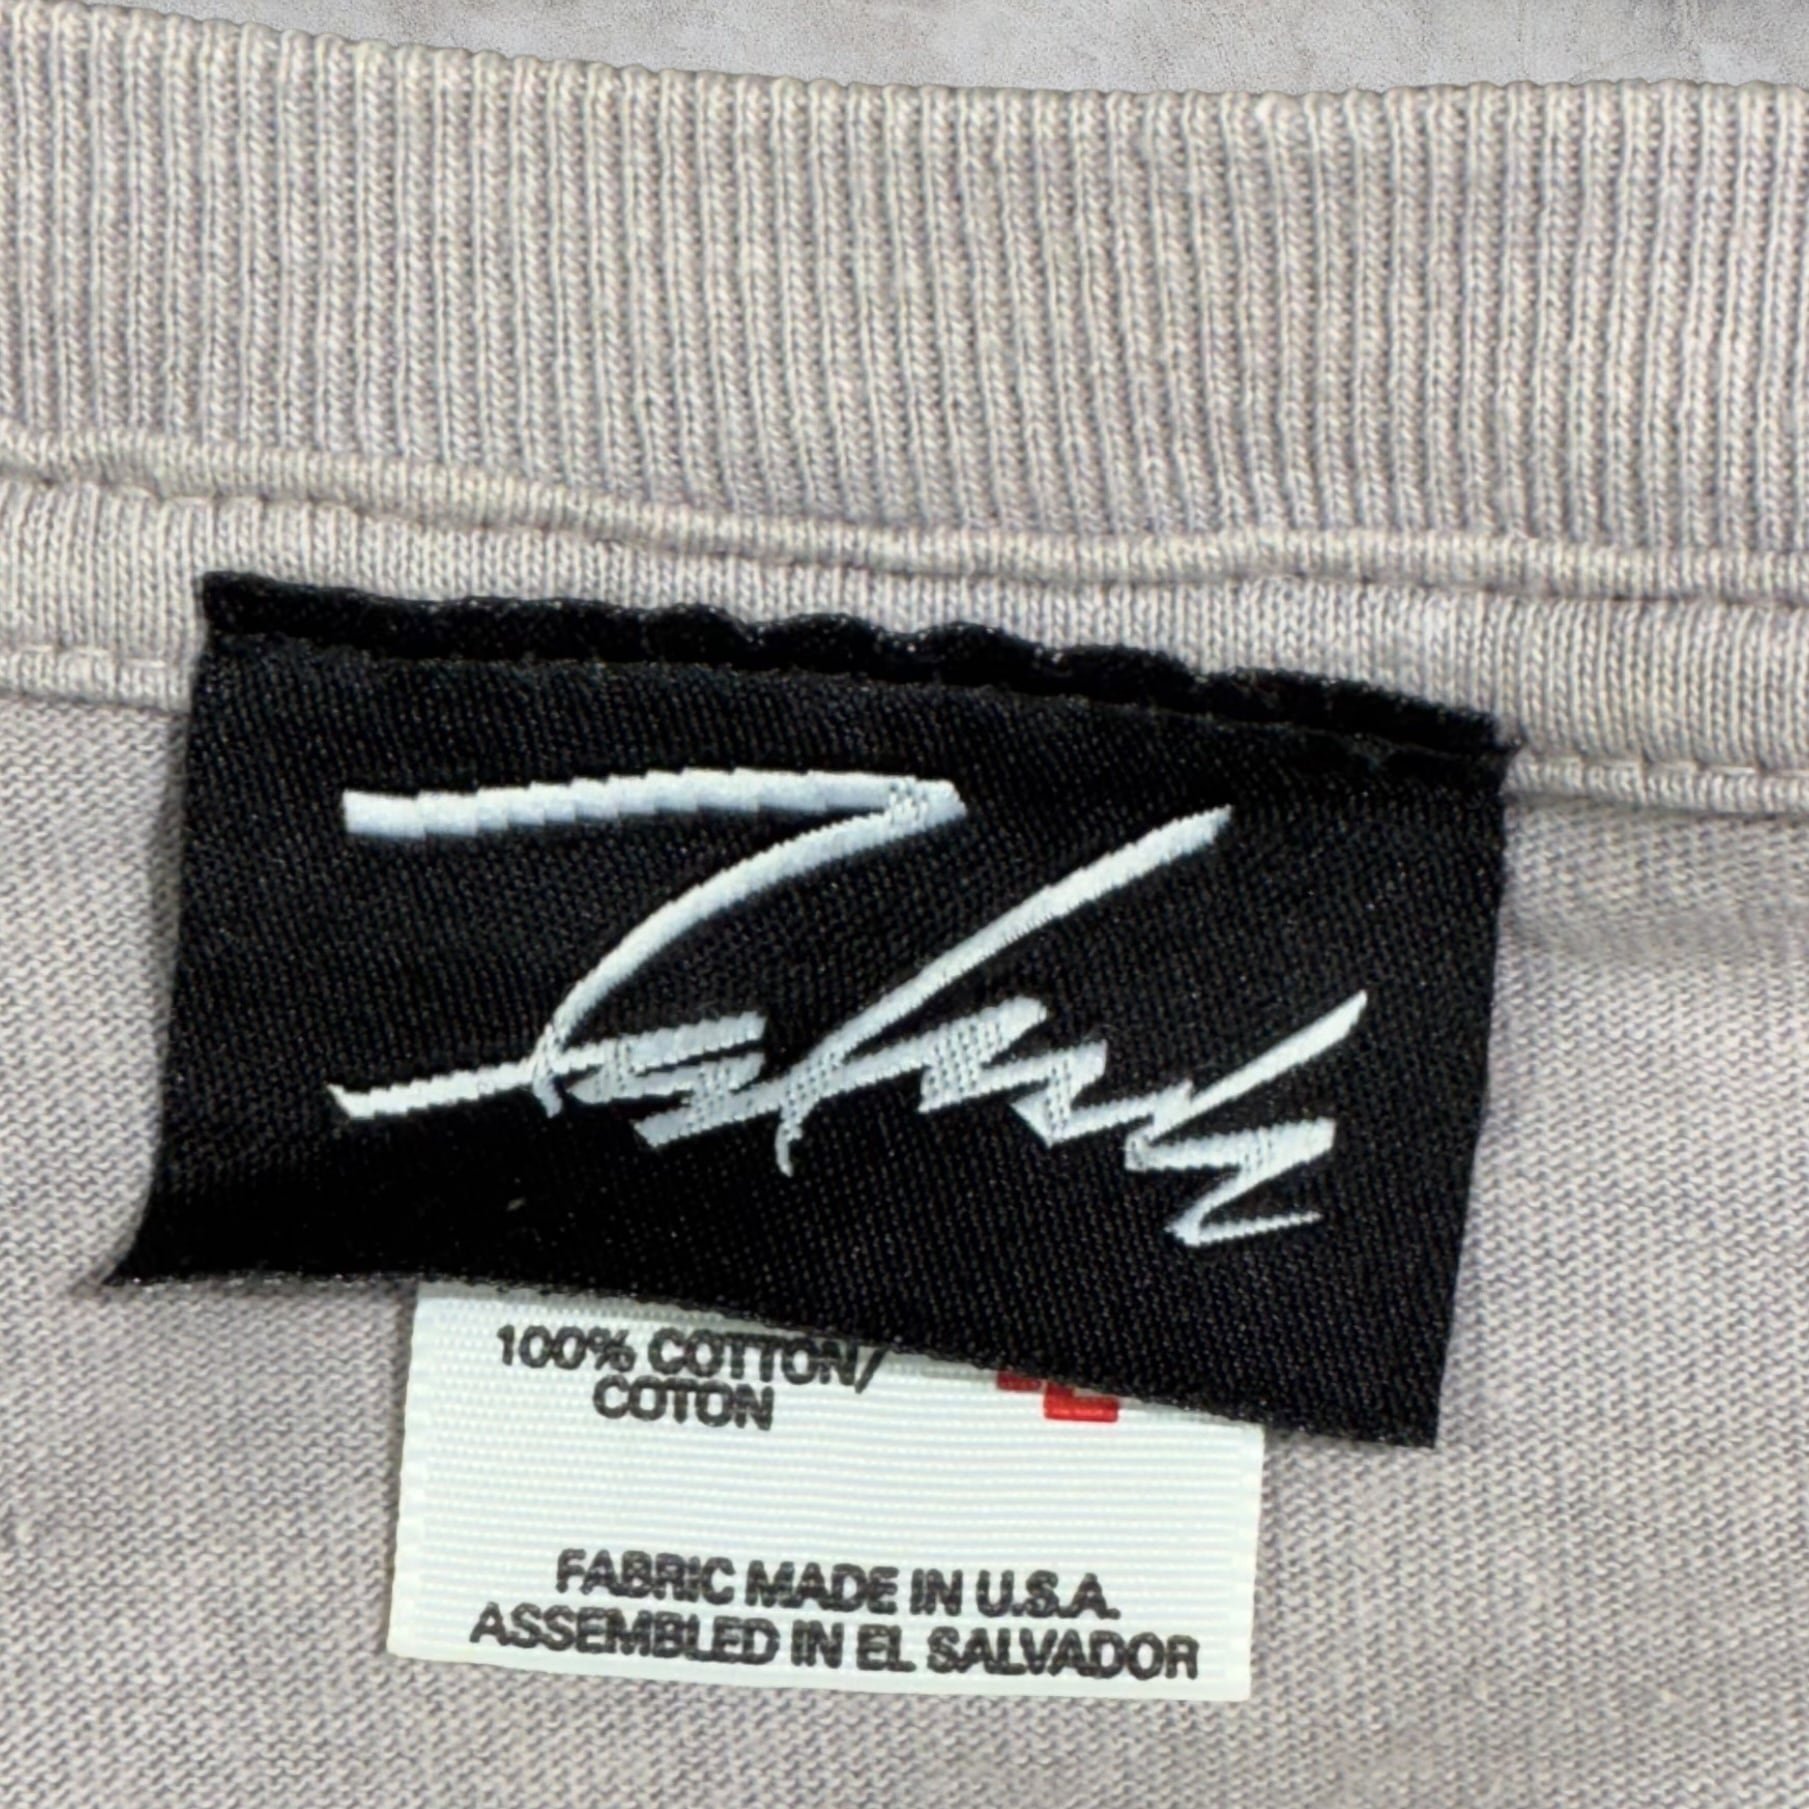 100% COTTON/
COTON
L
FABRIC MADE IN U.S.A.
ASSEMBLED IN EL SALVADOR